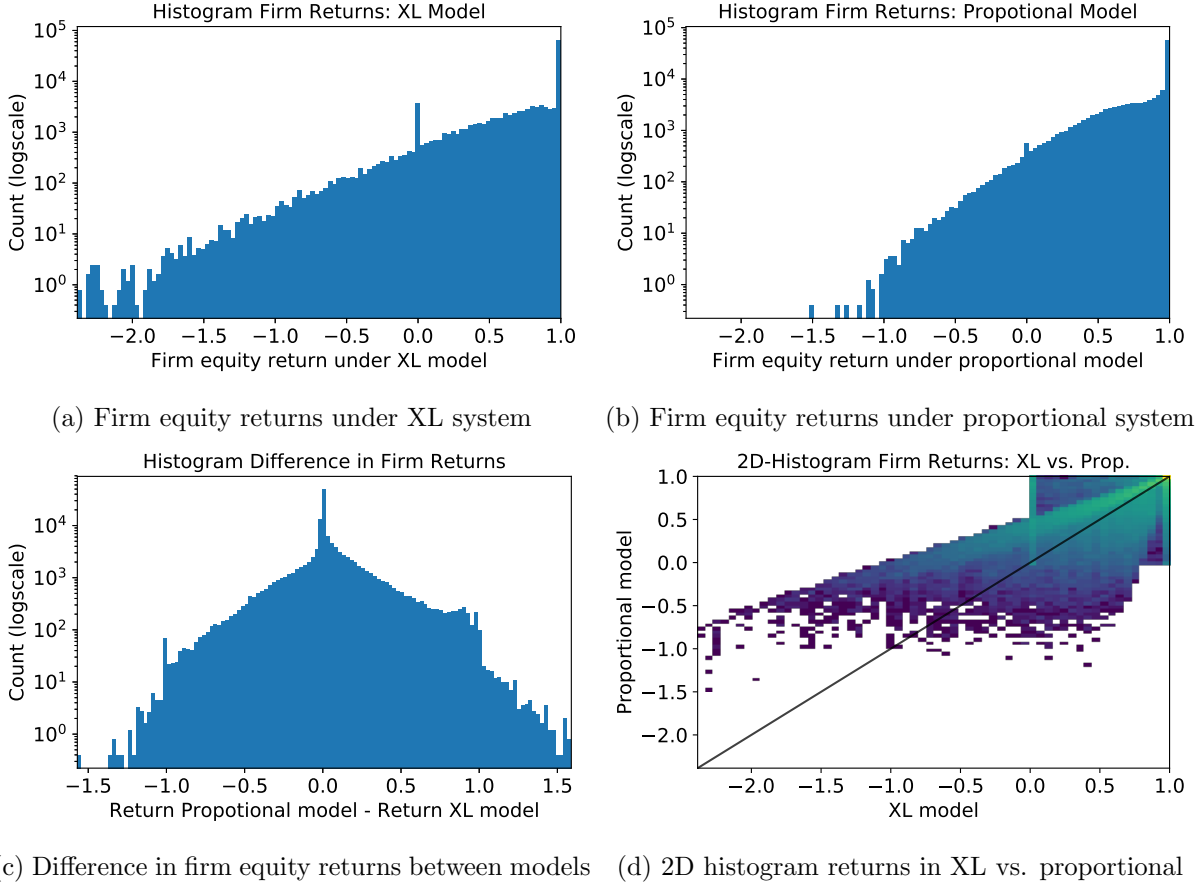 Histogram Firm Returns: XL Model
Count (logscale)
10^5
10^4
10^3
10^2
10^1
10^0
−2.0 −1.5 −1.0 −0.5 0.0 0.5 1.0
Firm equity return under XL model
(a) Firm equity returns under XL system
Histogram Firm Returns: Propotional Model
Count (logscale)
10^5
10^4
10^3
10^2
10^1
10^0
−2.0 −1.5 −1.0 −0.5 0.0 0.5 1.0
Firm equity return under proportional model
(b) Firm equity returns under proportional system
Histogram Difference in Firm Returns
Count (logscale)
10^4
10^3
10^2
10^1
10^0
−1.5 −1.0 −0.5 0.0 0.5 1.0 1.5
Return Propotional model - Return XL model
c) Difference in firm equity returns between models
2D-Histogram Firm Returns: XL vs. Prop.
Proportional model
1.0
0.5
0.0
−0.5
−1.0
−1.5
−2.0
−2.0 −1.5 −1.0 −0.5 0.0 0.5 1.0
XL model
(d) 2D histogram returns in XL vs. proportional